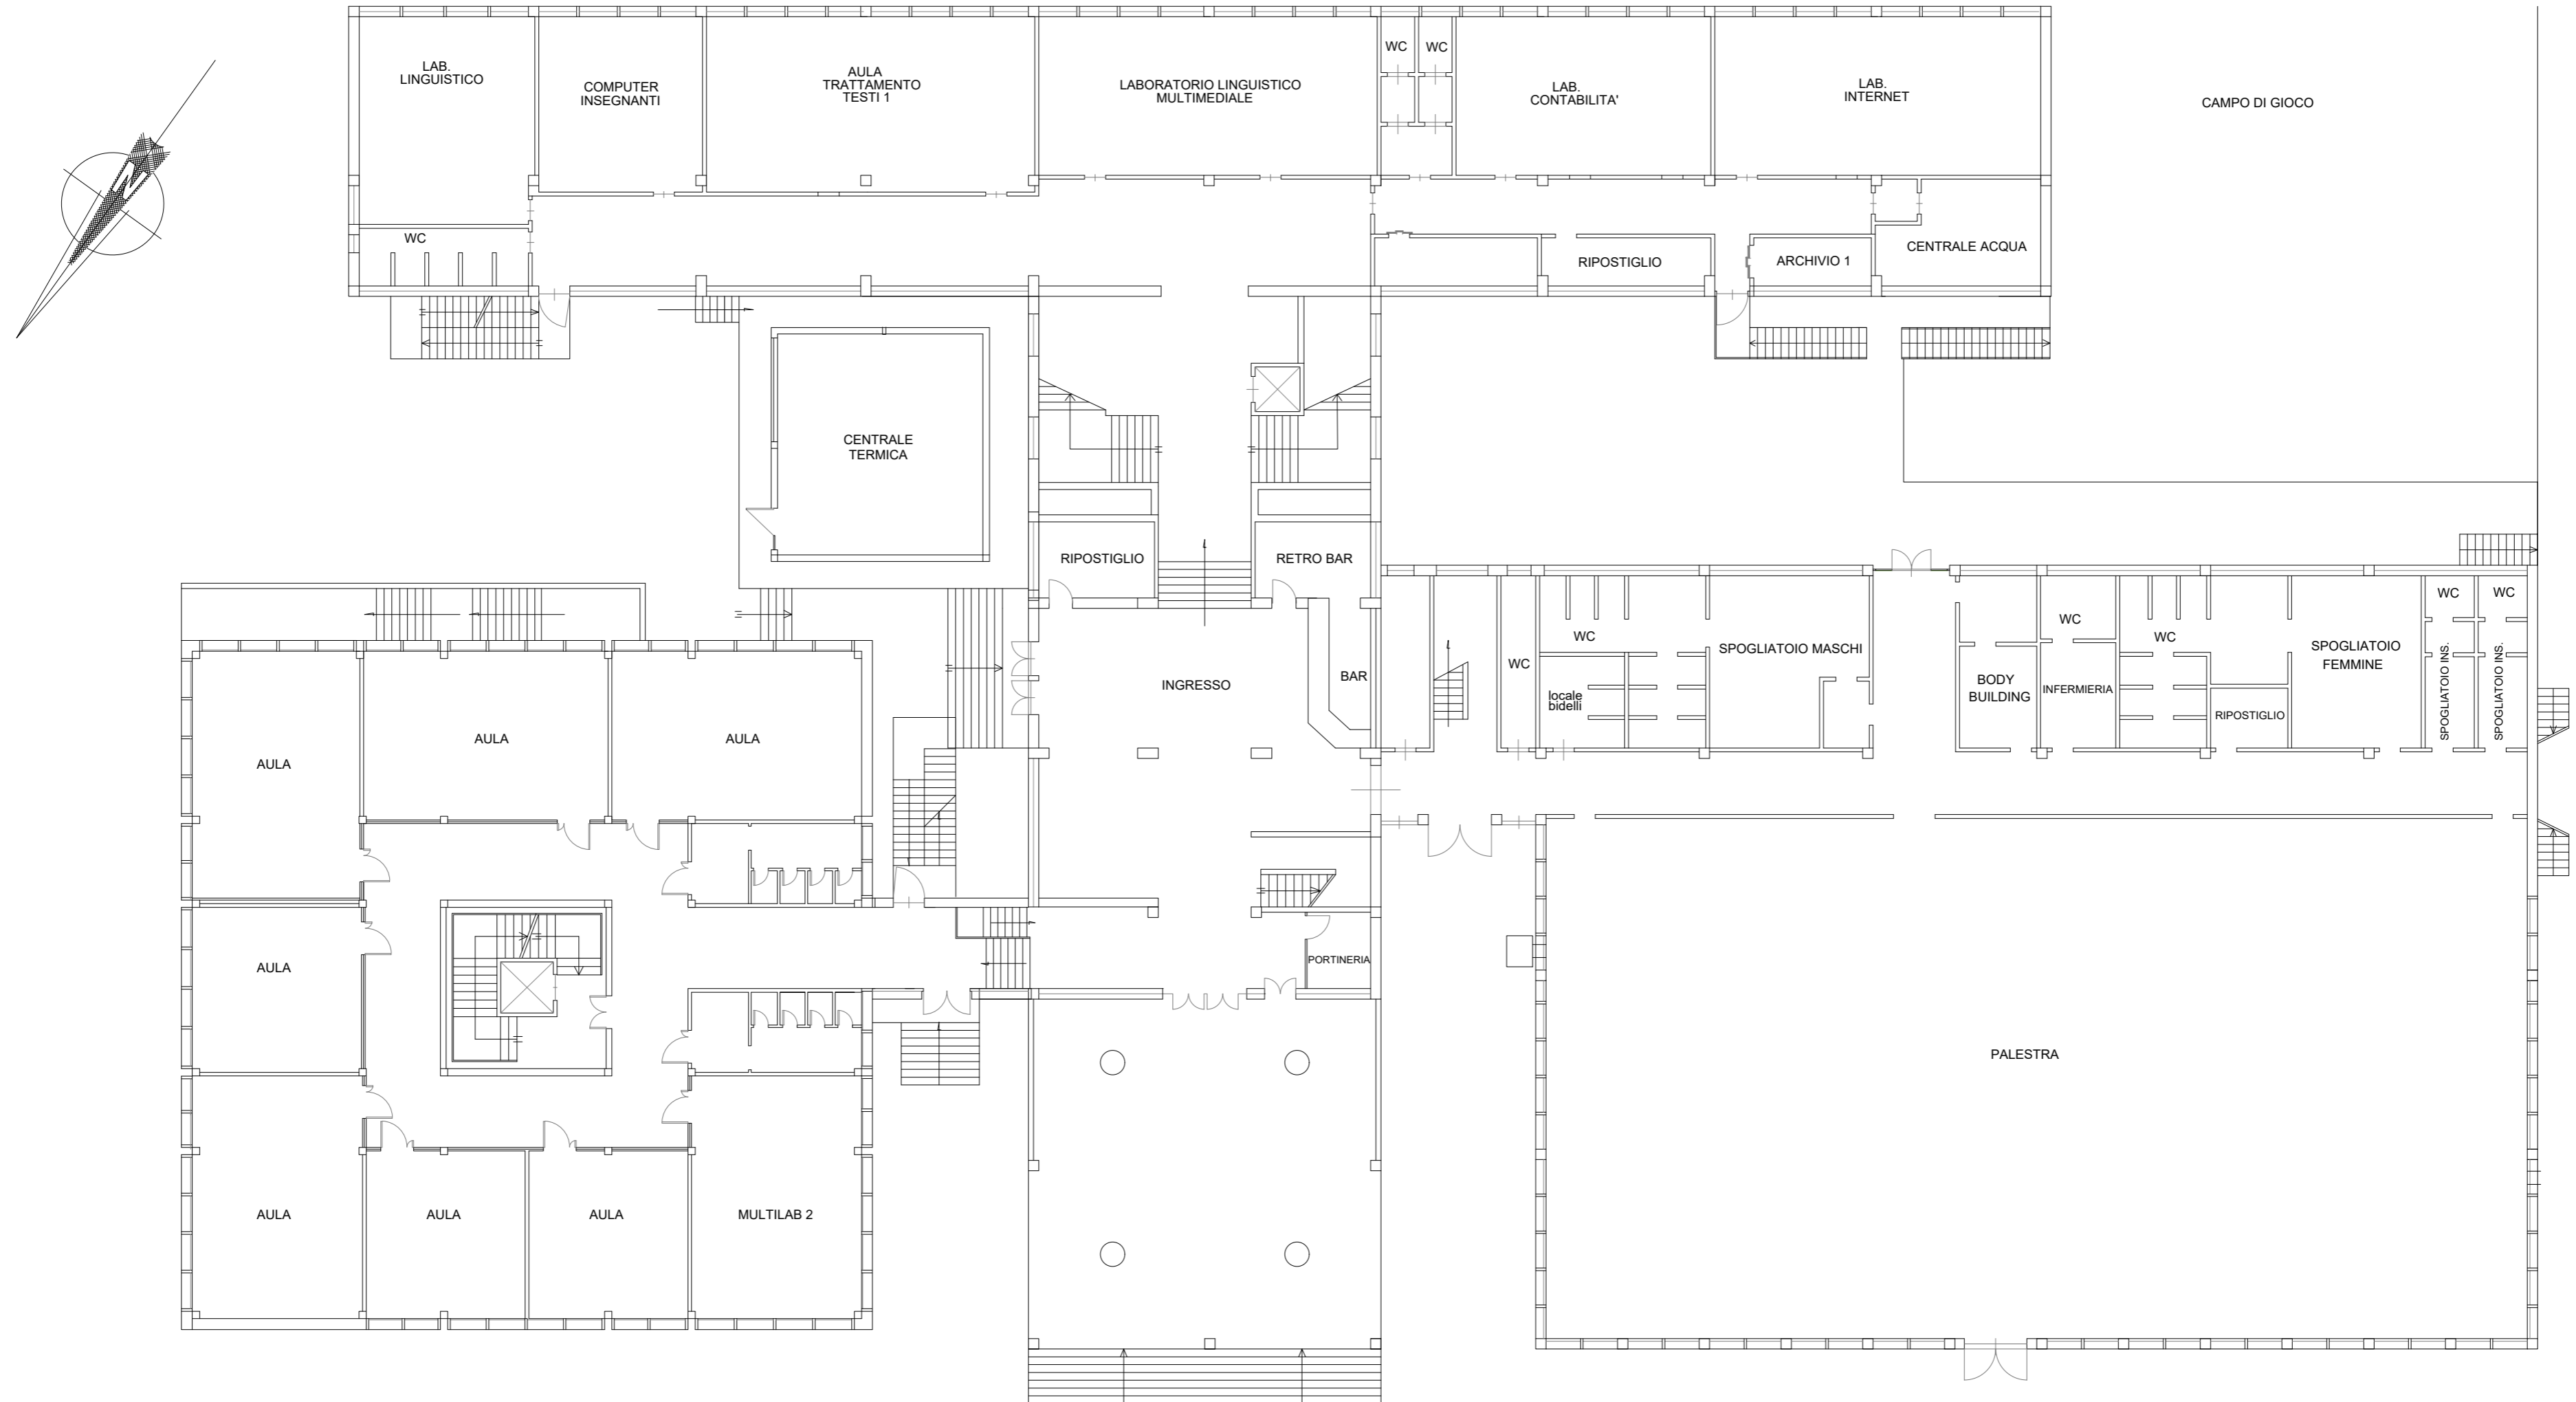 LAB.
LINGUISTICO
COMPUTER
INSEGNANTI
AULA
TRATTAMENTO
TESTI 1
LABORATORIO LINGUISTICO
MULTIMEDIALE
WC
WC
LAB.
CONTABILITA'
LAB.
INTERNET
CAMPO DI GIOCO
N
WC
RIPOSTIGLIO
ARCHIVIO 1
CENTRALE ACQUA
CENTRALE
TERMICA
RIPOSTIGLIO
RETRO BAR
INGRESSO
BAR
WC
WC
locale
bidelli
SPOGLIATOIO MASCHI
BODY
BUILDING
WC
INFERMIERIA
WC
RIPOSTIGLIO
SPOGLIATOIO
FEMMINE
WC
WC
SPOGLIATOIO INS.
SPOGLIATOIO INS.
AULA
AULA
AULA
AULA
PORTINERIA
PALESTRA
AULA
AULA
AULA
MULTILAB 2